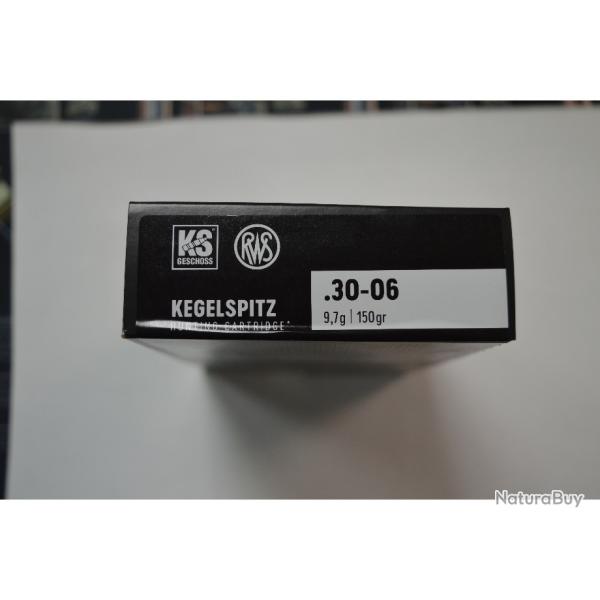 KS
GESCHOSS
RWS
KEGELSPITZ
HUNTING CARTRIDGE
.30-06
9,7g | 150gr
NaturaBuy